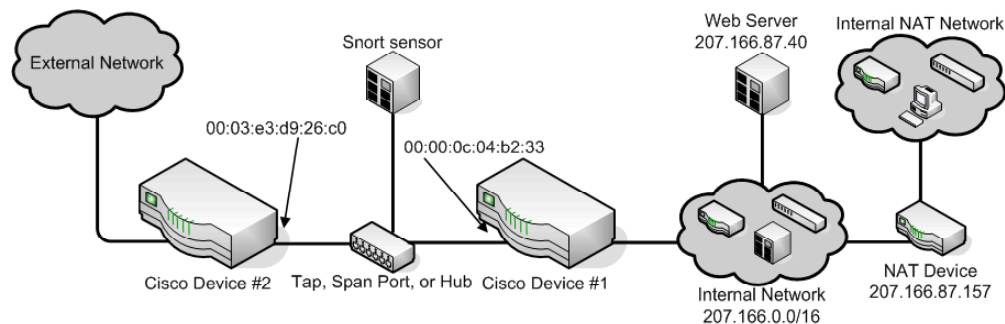 External Network
Snort sensor
Web Server
207.166.87.40
Internal NAT Network
00:03:e3:d9:26:c0
00:00:0c:04:b2:33
Cisco Device #2
Tap, Span Port, or Hub
Cisco Device #1
Internal Network
207.166.0.0/16
NAT Device
207.166.87.157